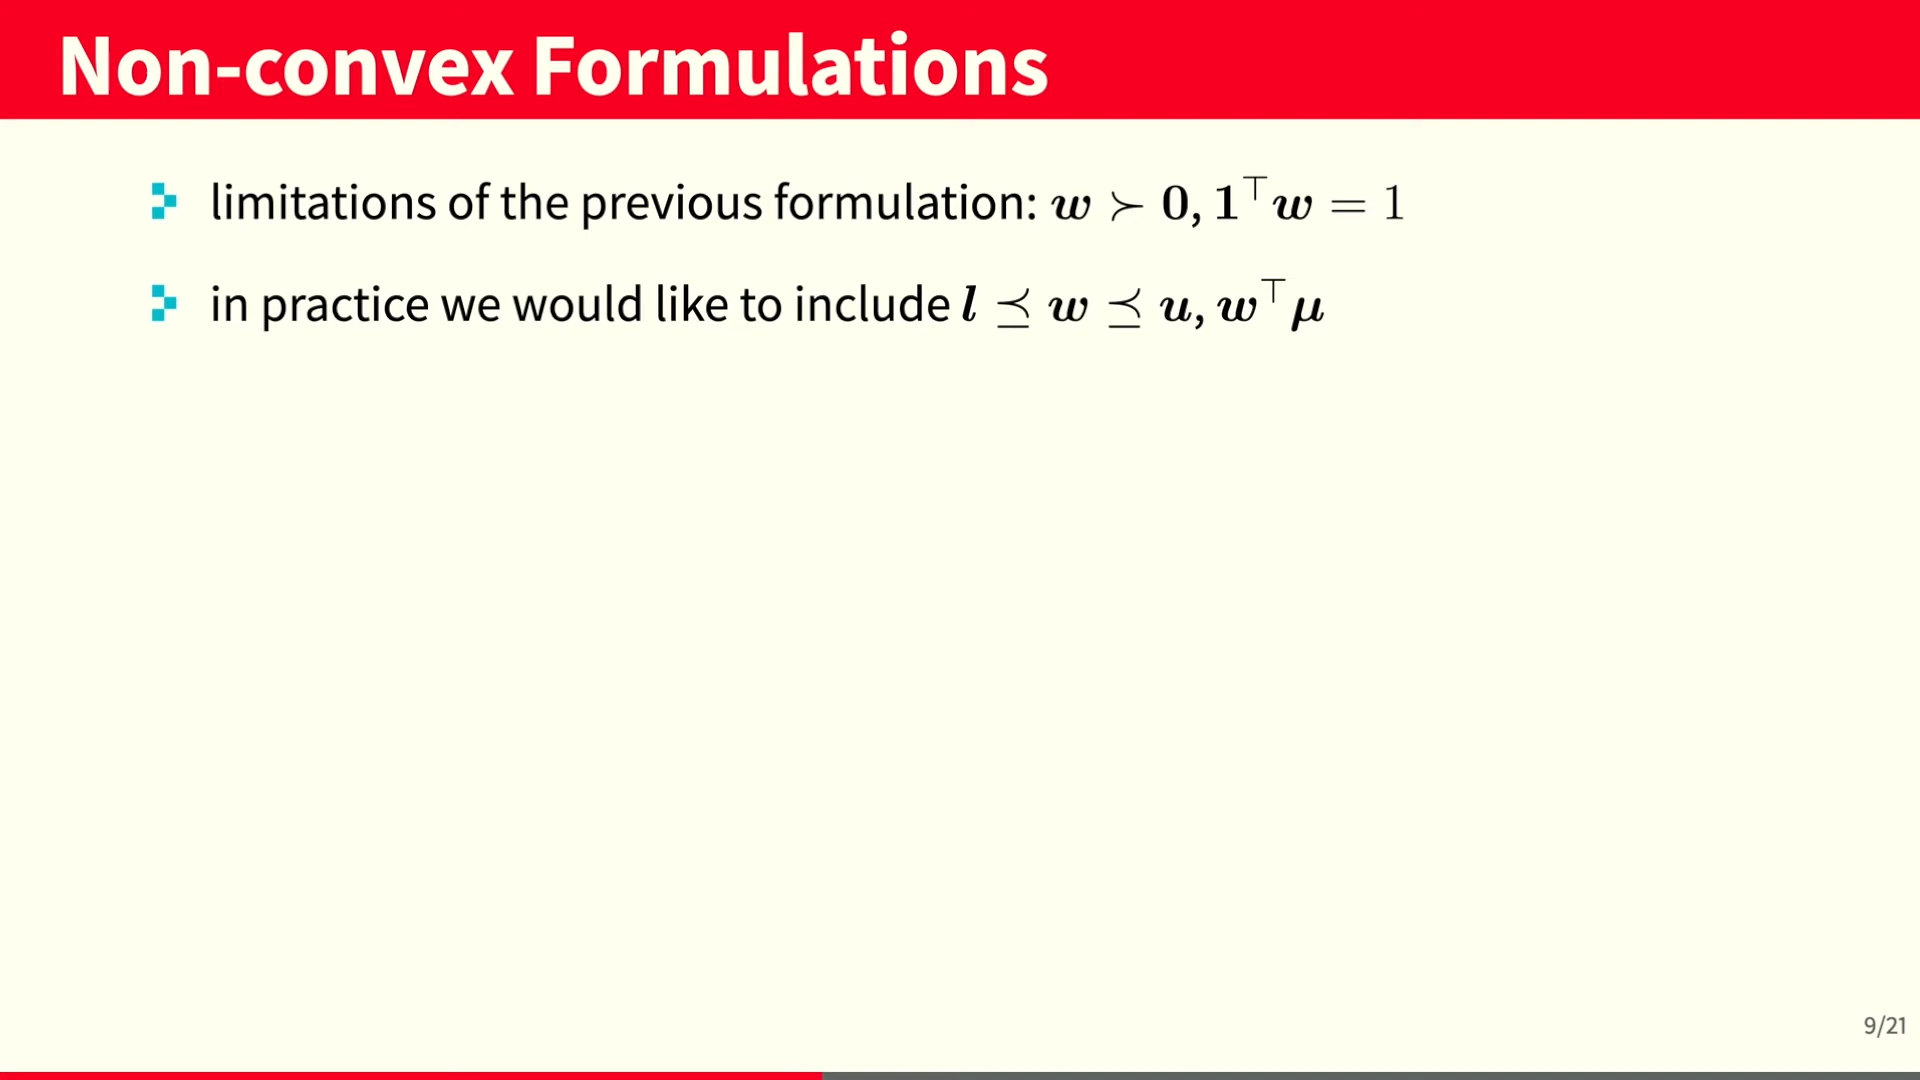 Non-convex Formulations
limitations of the previous formulation: w ≻ 0, 1⊤w = 1
in practice we would like to include l ⪯ w ⪯ u, w⊤μ
9/21